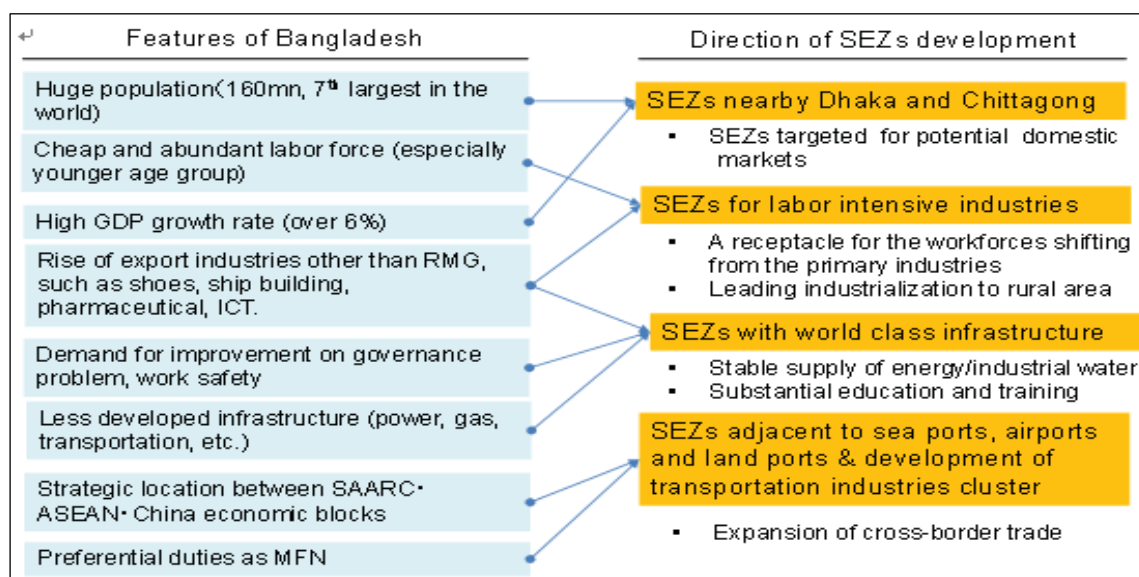 Features of Bangladesh
Huge population(160mn, 7th largest in the
world)
Cheap and abundant labor force (especially
younger age group)
High GDP growth rate (over 6%)
Rise of export industries other than RMG,
such as shoes, ship building,
pharmaceutical, ICT.
Demand for improvement on governance
problem, work safety
Less developed infrastructure (power, gas,
transportation, etc.)
Strategic location between SAARC・
ASEAN・China economic blocks
Preferential duties as MFN
Direction of SEZs development
SEZs nearby Dhaka and Chittagong
▪ SEZs targeted for potential domestic
markets
SEZs for labor intensive industries
▪ A receptacle for the workforces shifting
from the primary industries
▪ Leading industrialization to rural area
SEZs with world class infrastructure
▪ Stable supply of energy/industrial water
▪ Substantial education and training
SEZs adjacent to sea ports, airports
and land ports & development of
transportation industries cluster
▪ Expansion of cross-border trade